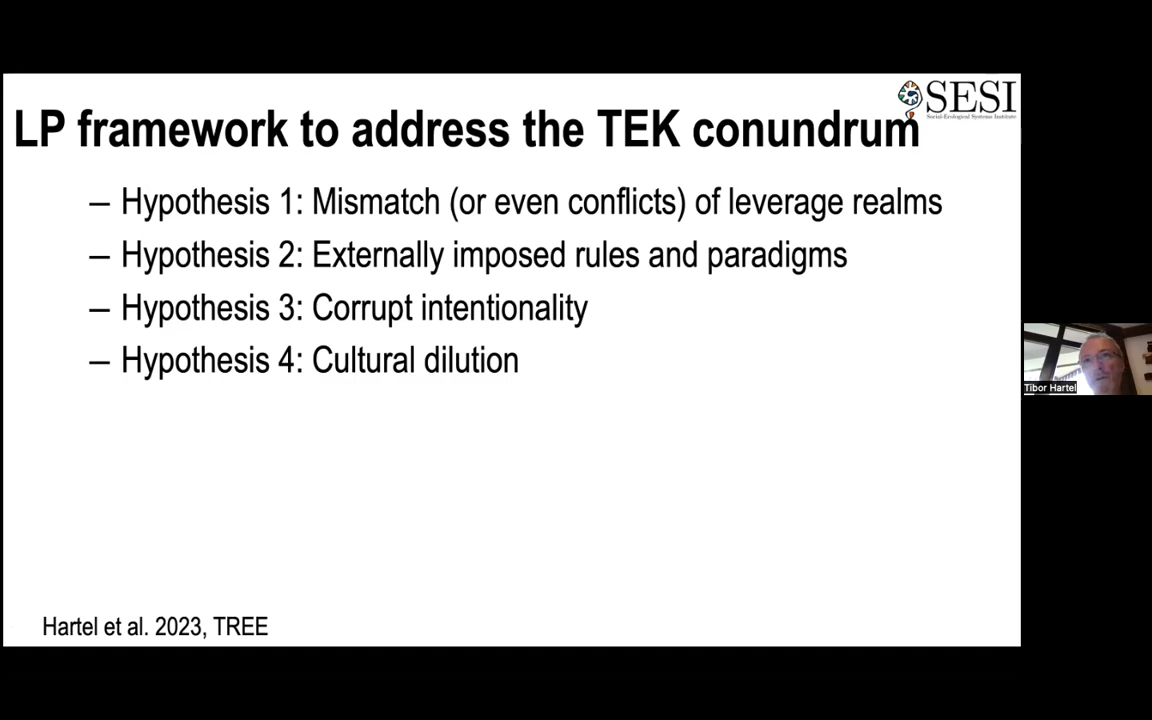 SESI
Social-Ecological Systems Institute
LP framework to address the TEK conundrum
– Hypothesis 1: Mismatch (or even conflicts) of leverage realms
– Hypothesis 2: Externally imposed rules and paradigms
– Hypothesis 3: Corrupt intentionality
– Hypothesis 4: Cultural dilution
Tibor Hartel
Hartel et al. 2023, TREE